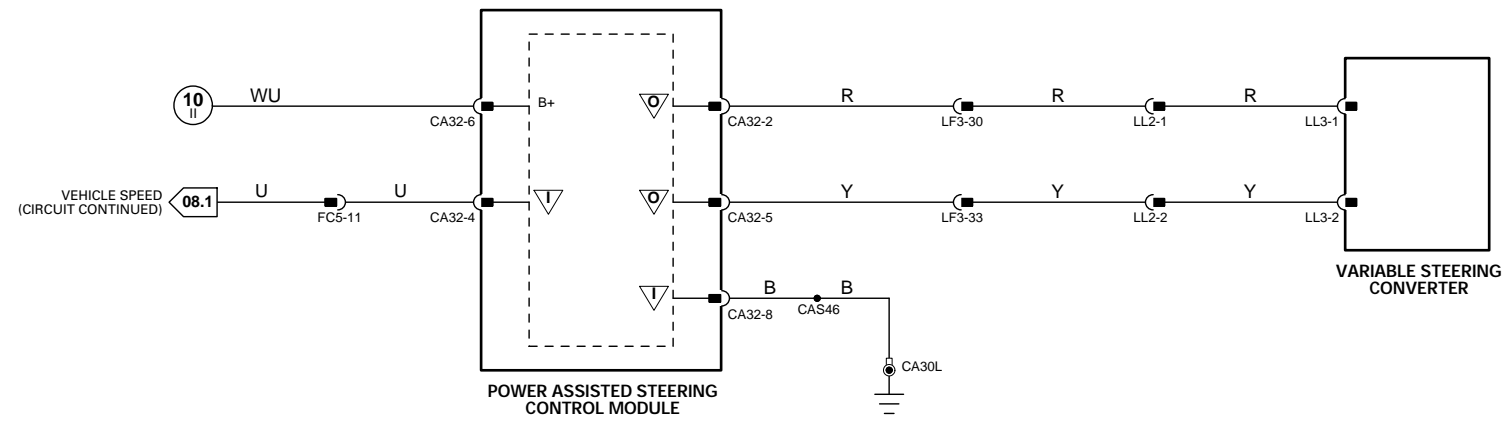 10
II
WU
CA32-6
B+
O
CA32-2
R
LF3-30
R
LL2-1
R
LL3-1
VEHICLE SPEED
(CIRCUIT CONTINUED)
08.1
U
FC5-11
U
CA32-4
I
O
CA32-5
Y
LF3-33
Y
LL2-2
Y
LL3-2
VARIABLE STEERING
CONVERTER
I
CA32-8
B
CAS46
B
CA30L
POWER ASSISTED STEERING
CONTROL MODULE